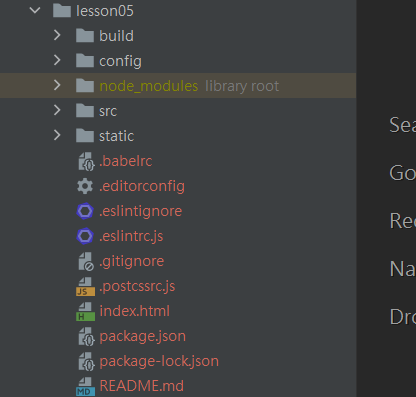 lesson05
build
config
node_modules library root
src
static
.babelrc
.editorconfig
.eslintignore
.eslintrc.js
.gitignore
.postcssrc.js
index.html
package.json
package-lock.json
README.md
Sea
Go
Re
Na
Dro